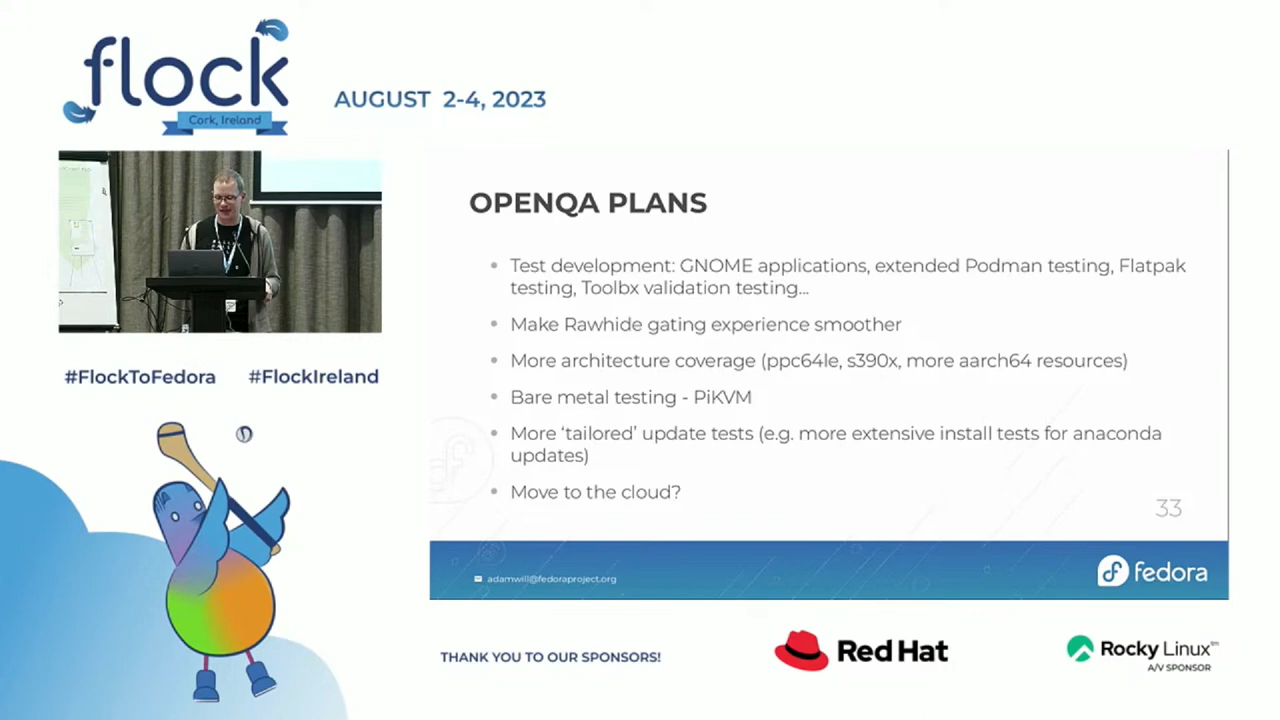 flock
Cork, Ireland
AUGUST 2-4, 2023
#FlockToFedora #FlockIreland
OPENQA PLANS
• Test development: GNOME applications, extended Podman testing, Flatpak
testing, Toolbx validation testing...
• Make Rawhide gating experience smoother
• More architecture coverage (ppc64le, s390x, more aarch64 resources)
• Bare metal testing - PiKVM
• More ‘tailored’ update tests (e.g. more extensive install tests for anaconda
updates)
• Move to the cloud?
33
adamwill@fedoraproject.org
fedora
THANK YOU TO OUR SPONSORS!
Red Hat
Rocky Linux™
A/V SPONSOR